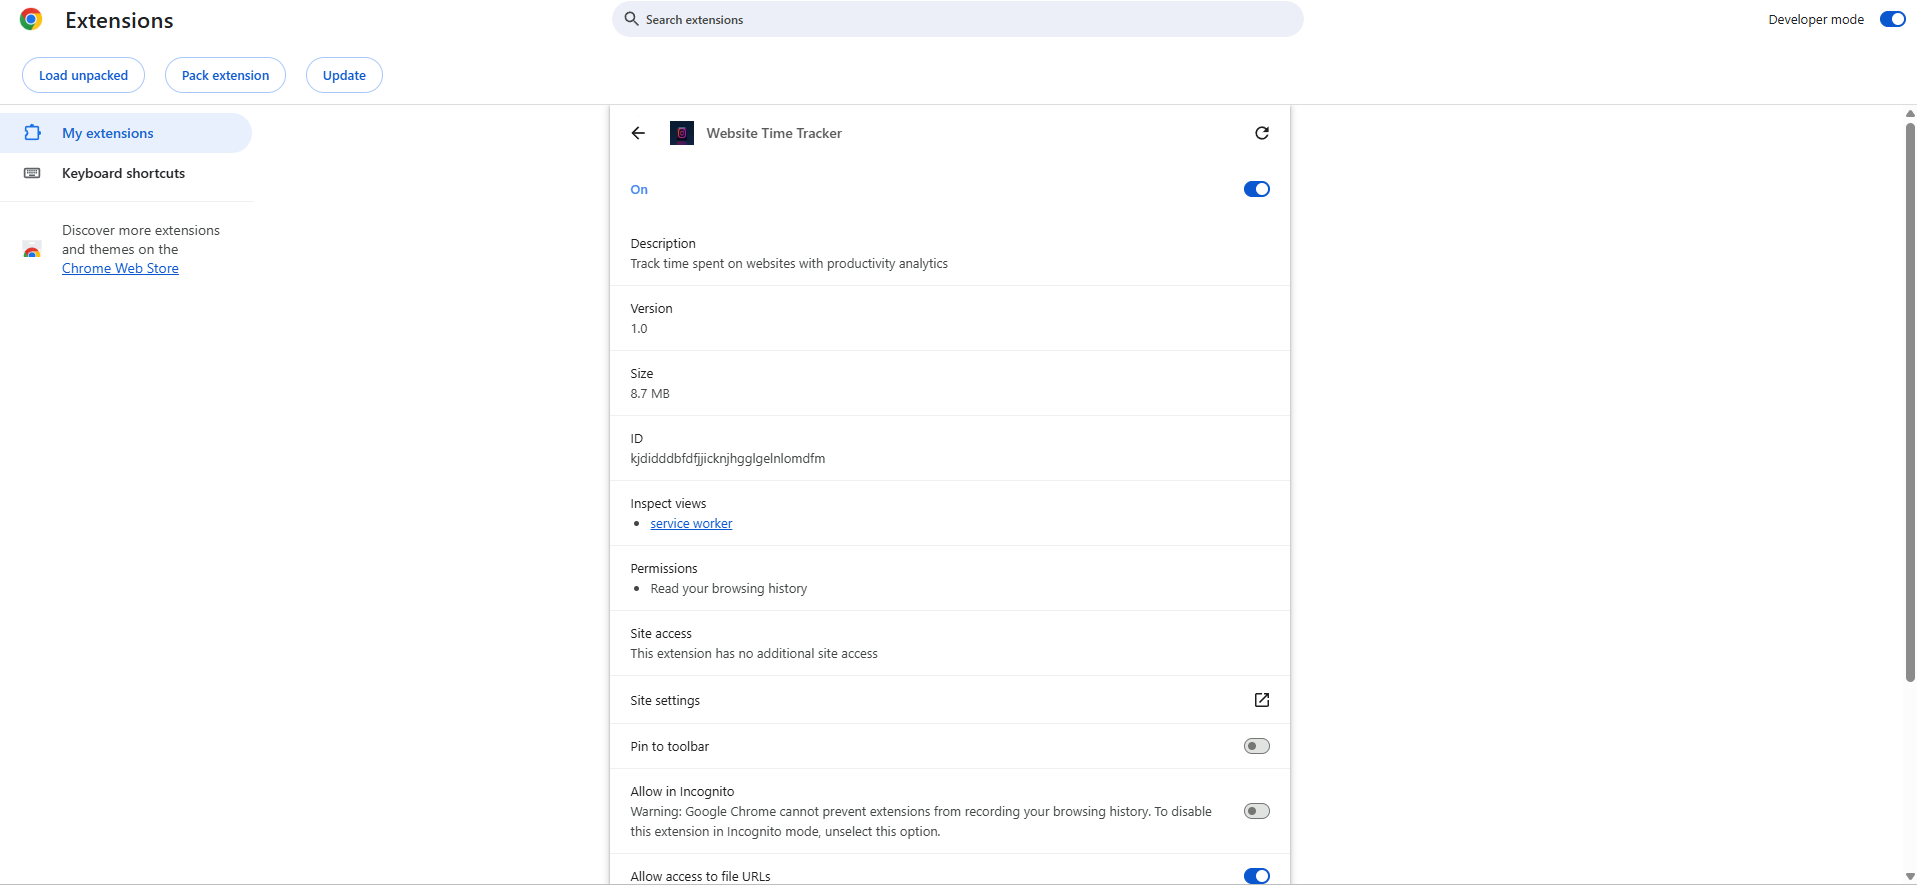 Extensions
Search extensions
Developer mode
Load unpacked
Pack extension
Update
My extensions
Keyboard shortcuts
Discover more extensions
and themes on the
Chrome Web Store
Website Time Tracker
On
Description
Track time spent on websites with productivity analytics
Version
1.0
Size
8.7 MB
ID
kjdidddbfdfjjicknjhgglgelnlomdfm
Inspect views
service worker
Permissions
Read your browsing history
Site access
This extension has no additional site access
Site settings
Pin to toolbar
Allow in Incognito
Warning: Google Chrome cannot prevent extensions from recording your browsing history. To disable
this extension in Incognito mode, unselect this option.
Allow access to file URLs